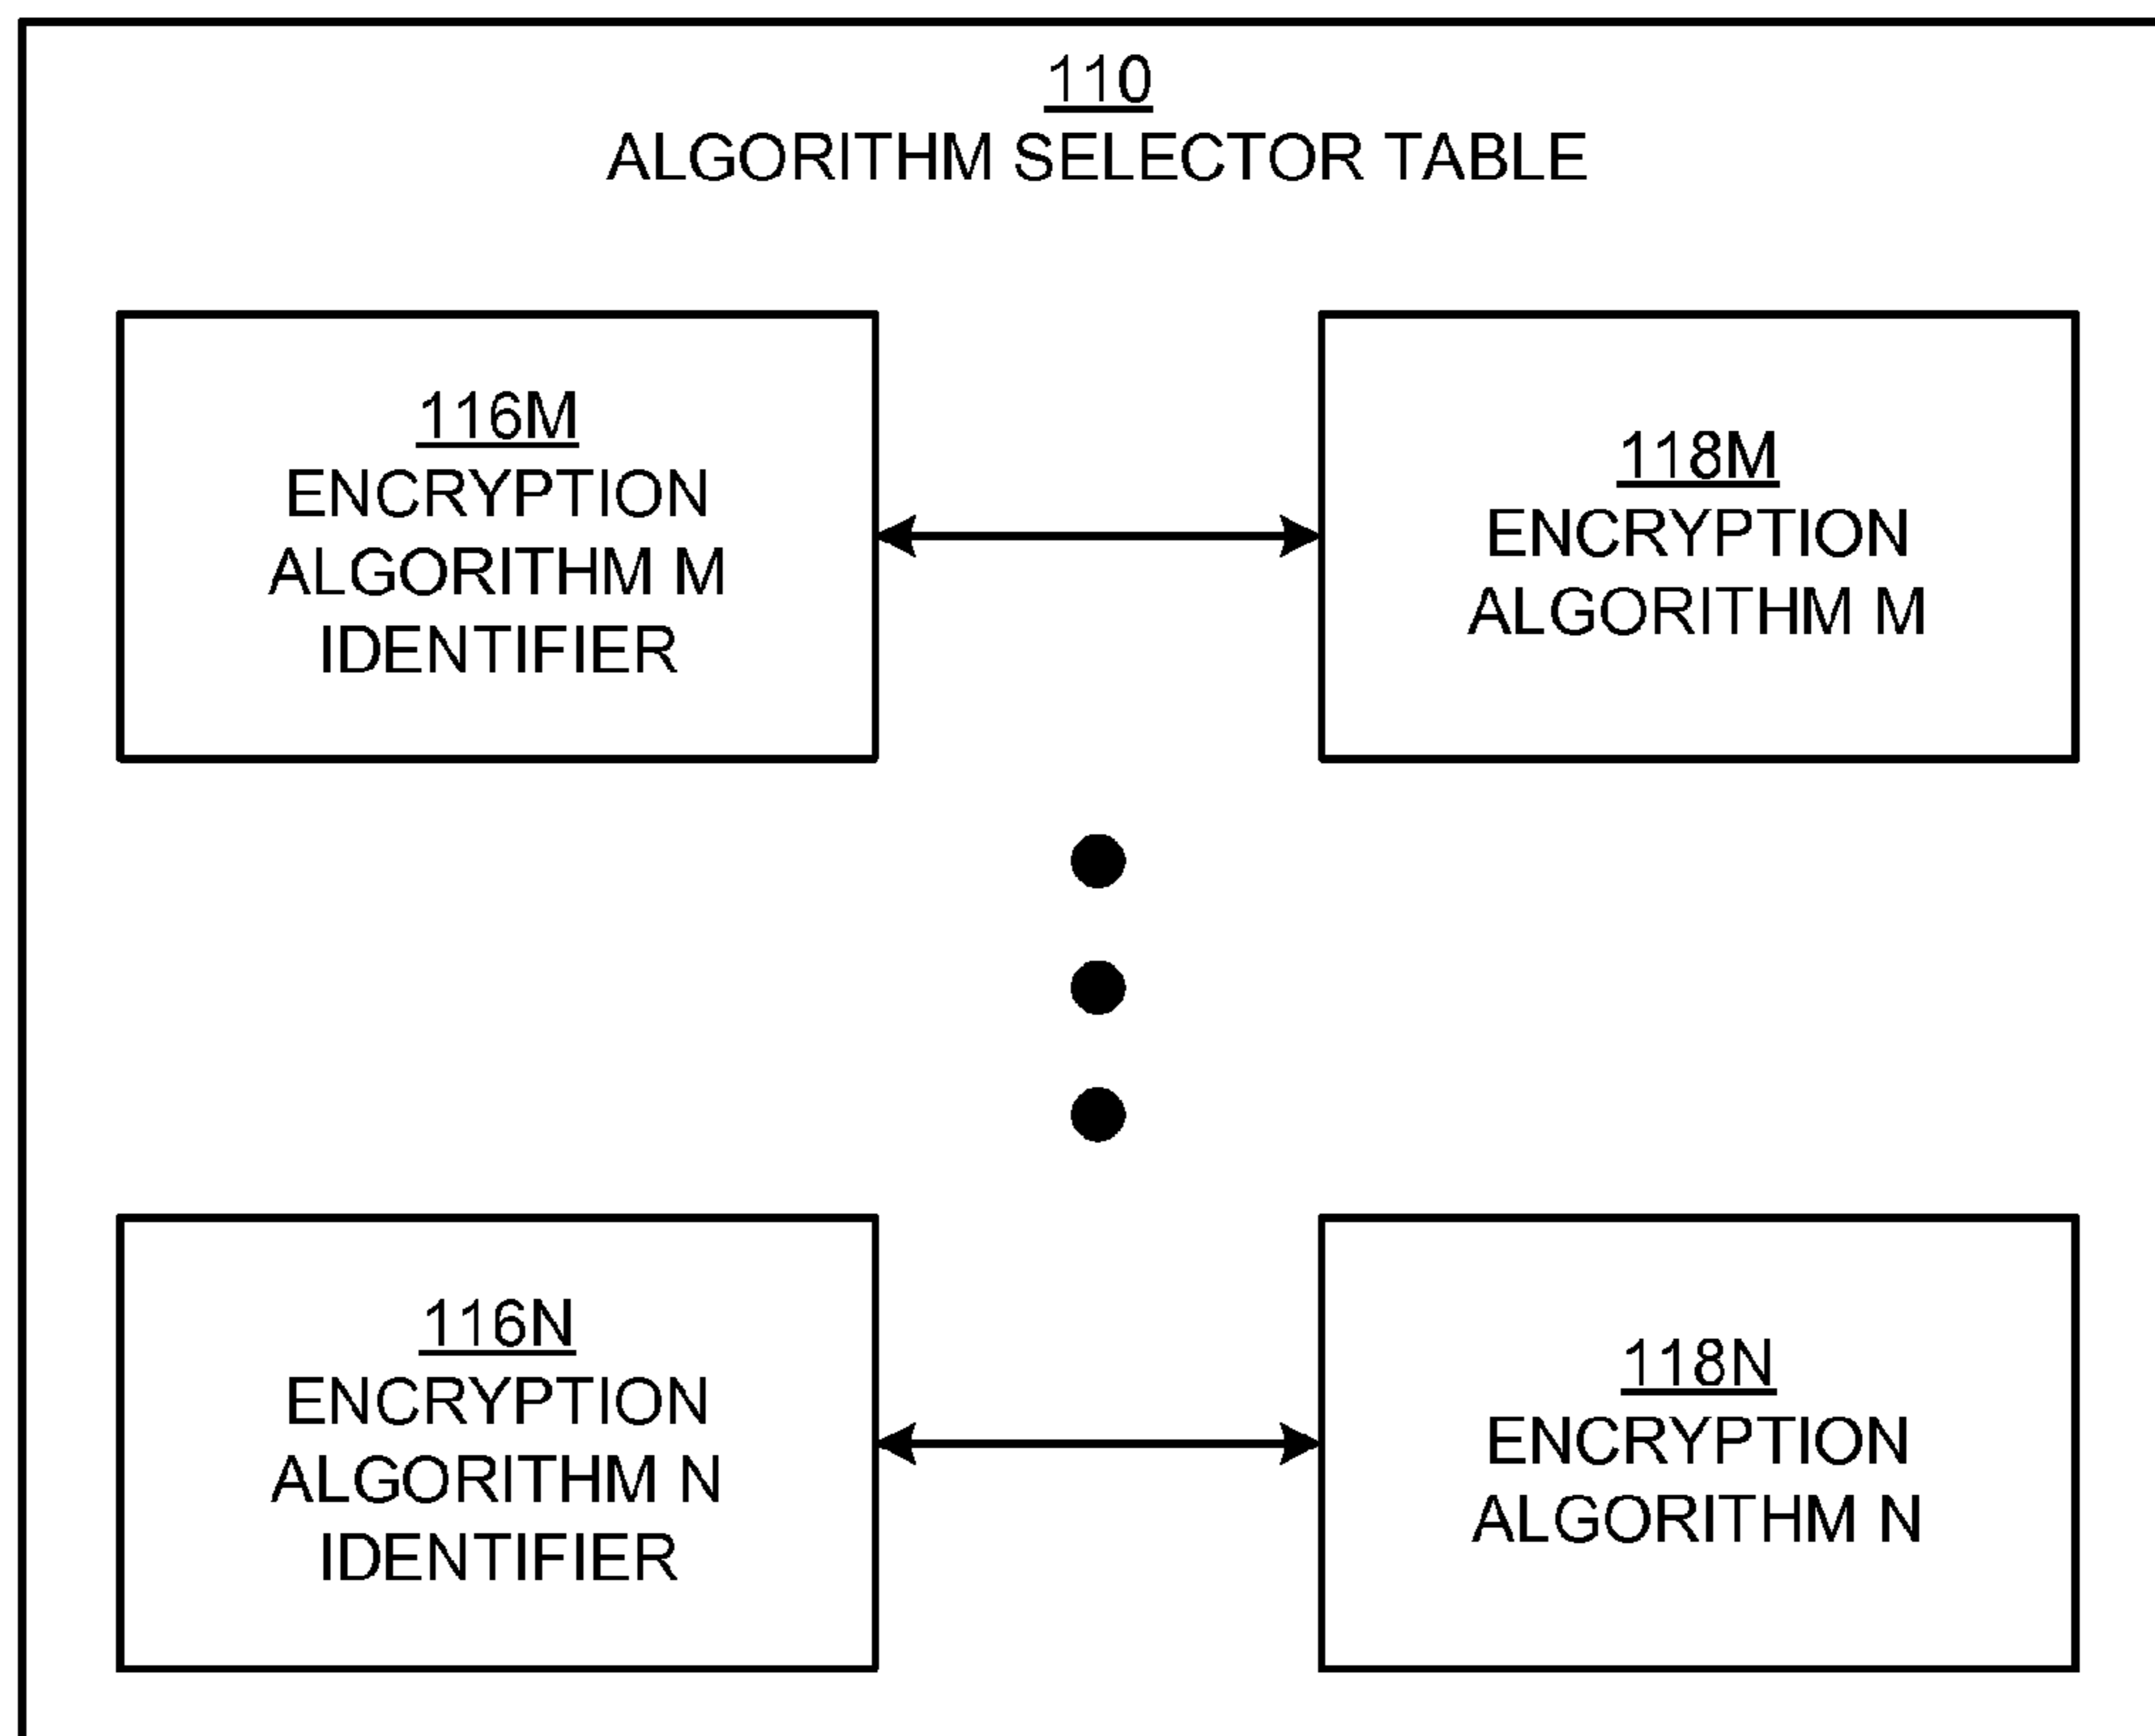 110
ALGORITHM SELECTOR TABLE
116M
ENCRYPTION
ALGORITHM M
IDENTIFIER
118M
ENCRYPTION
ALGORITHM M
116N
ENCRYPTION
ALGORITHM N
IDENTIFIER
118N
ENCRYPTION
ALGORITHM N